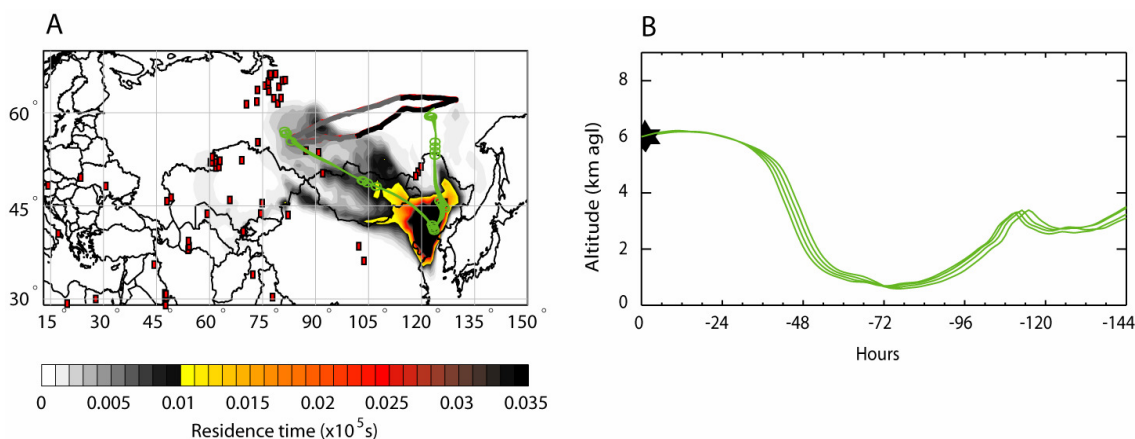 A
60°
45°
30°
15° 30° 45° 60° 75° 90° 105° 120° 135° 150°
0 0.005 0.01 0.015 0.02 0.025 0.03 0.035
Residence time (x10⁵s)
B
8
6
4
2
0
Altitude (km agl)
0 -24 -48 -72 -96 -120 -144
Hours